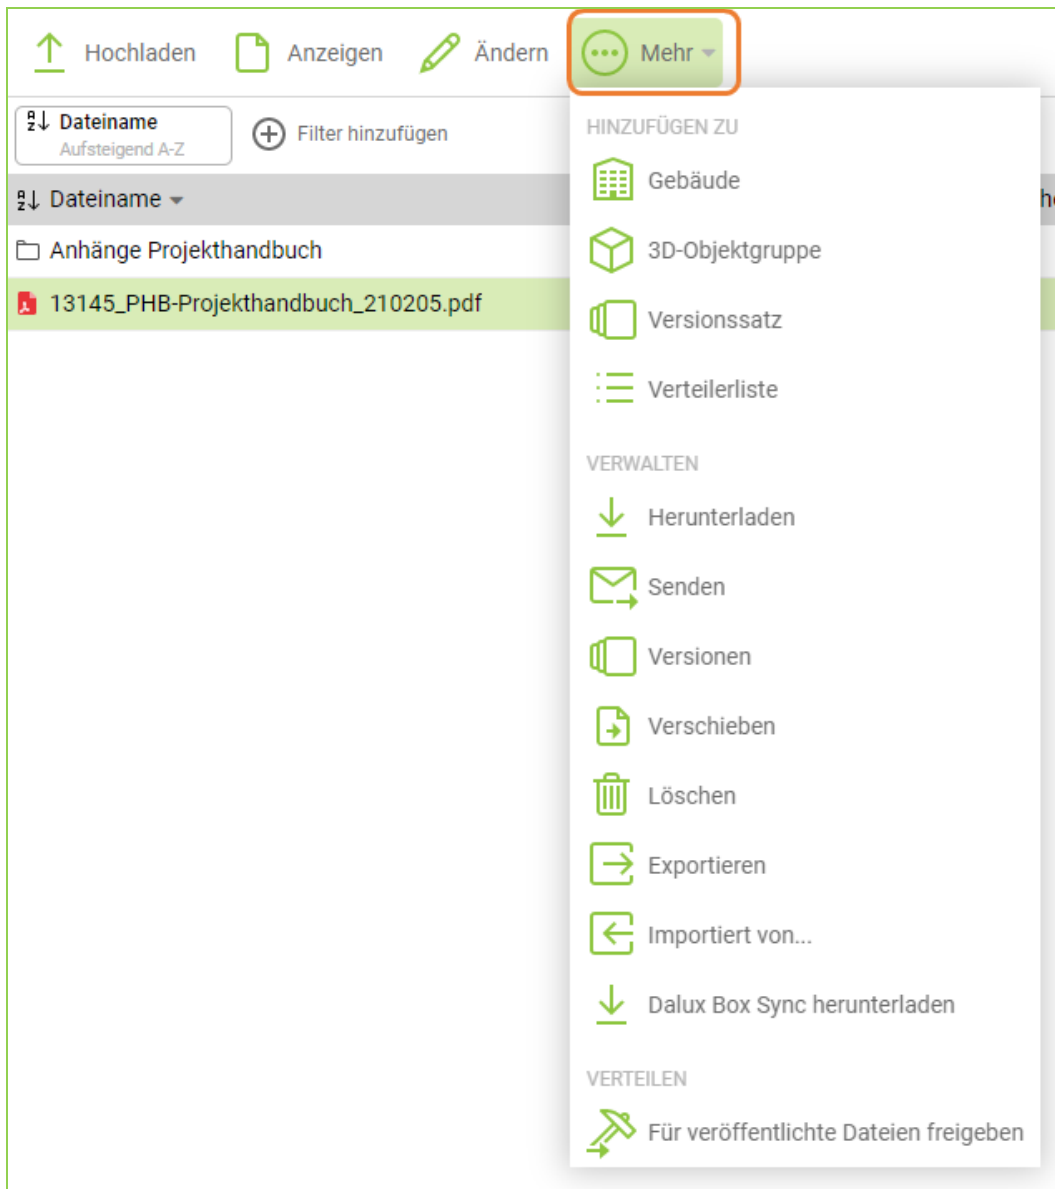 Hochladen Anzeigen Ändern Mehr
Dateiname
Aufsteigend A-Z
Filter hinzufügen
Dateiname
Anhänge Projekthandbuch
13145_PHB-Projekthandbuch_210205.pdf
HINZUFÜGEN ZU
Gebäude
3D-Objektgruppe
Versionssatz
Verteilerliste
VERWALTEN
Herunterladen
Senden
Versionen
Verschieben
Löschen
Exportieren
Importiert von...
Dalux Box Sync herunterladen
VERTEILEN
Für veröffentlichte Dateien freigeben